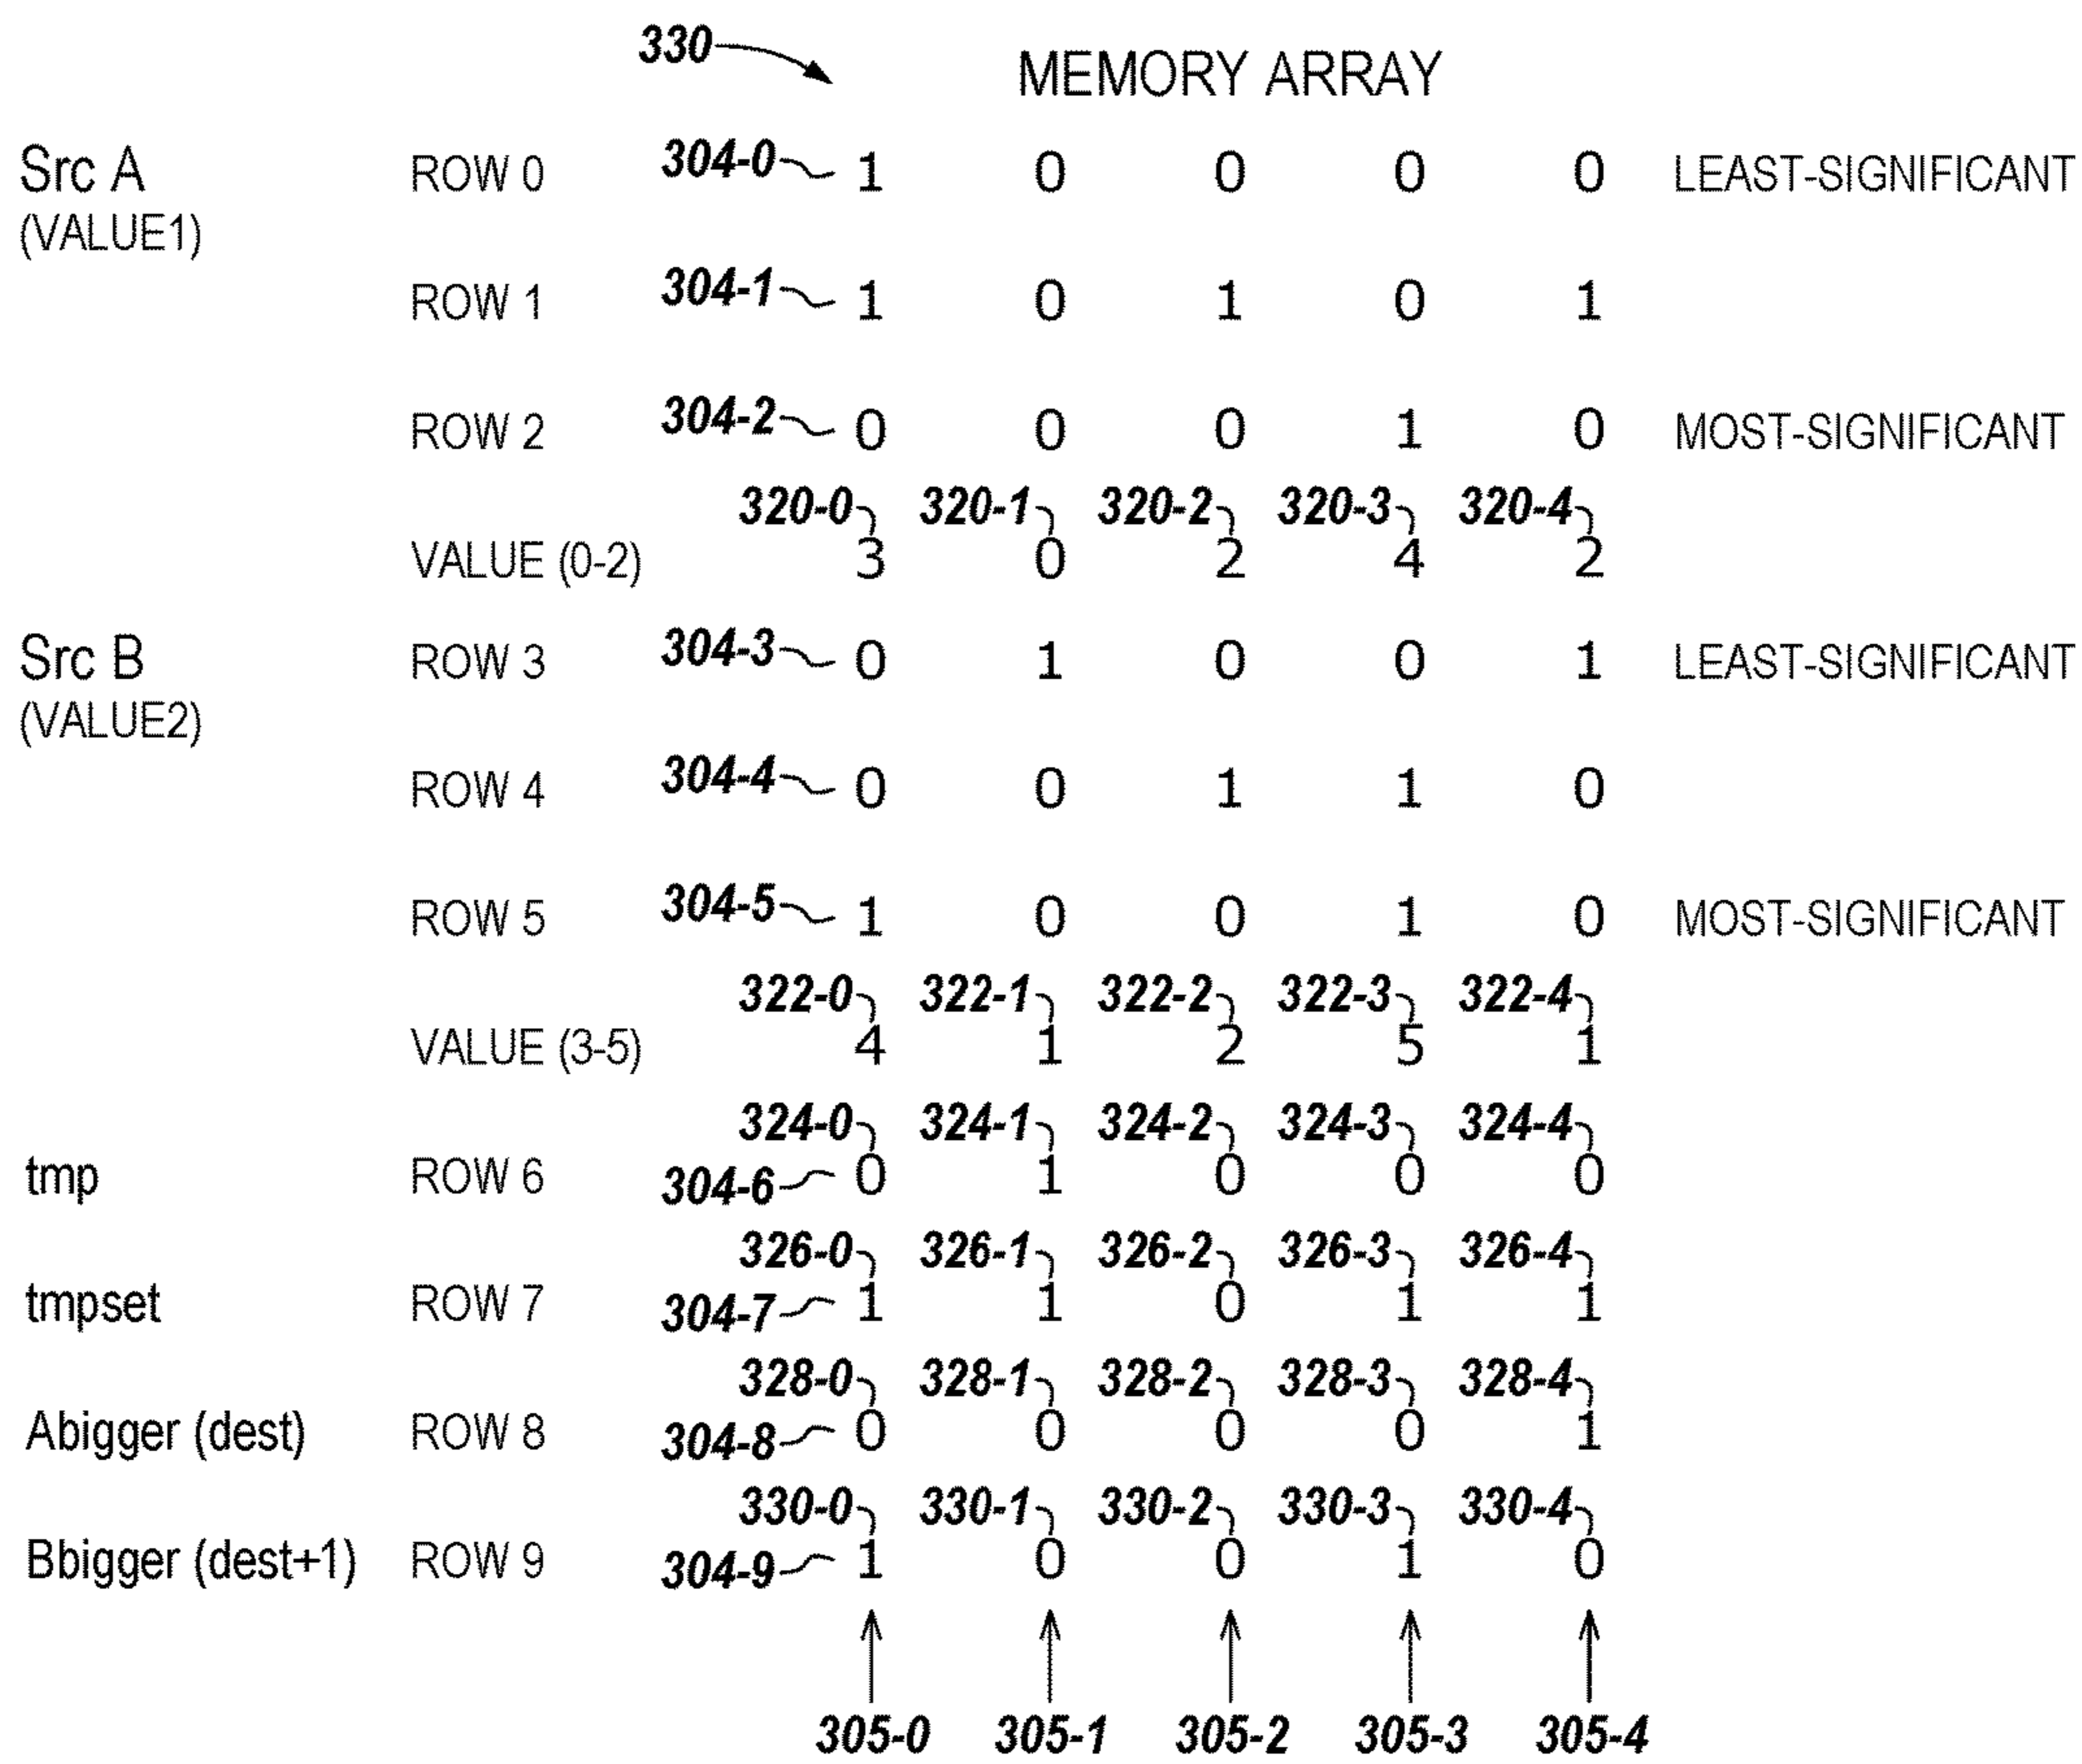 330 MEMORY ARRAY
Src A ROW 0 304-0 1 0 0 0 0 LEAST-SIGNIFICANT
(VALUE1)
ROW 1 304-1 1 0 1 0 1
ROW 2 304-2 0 0 0 1 0 MOST-SIGNIFICANT
320-0 320-1 320-2 320-3 320-4
VALUE (0-2) 3 0 2 4 2
Src B ROW 3 304-3 0 1 0 0 1 LEAST-SIGNIFICANT
(VALUE2)
ROW 4 304-4 0 0 1 1 0
ROW 5 304-5 1 0 0 1 0 MOST-SIGNIFICANT
322-0 322-1 322-2 322-3 322-4
VALUE (3-5) 4 1 2 5 1
324-0 324-1 324-2 324-3 324-4
tmp ROW 6 304-6 0 1 0 0 0
326-0 326-1 326-2 326-3 326-4
tmpset ROW 7 304-7 1 1 0 1 1
328-0 328-1 328-2 328-3 328-4
Abigger (dest) ROW 8 304-8 0 0 0 0 1
330-0 330-1 330-2 330-3 330-4
Bbigger (dest+1) ROW 9 304-9 1 0 0 1 0
305-0 305-1 305-2 305-3 305-4